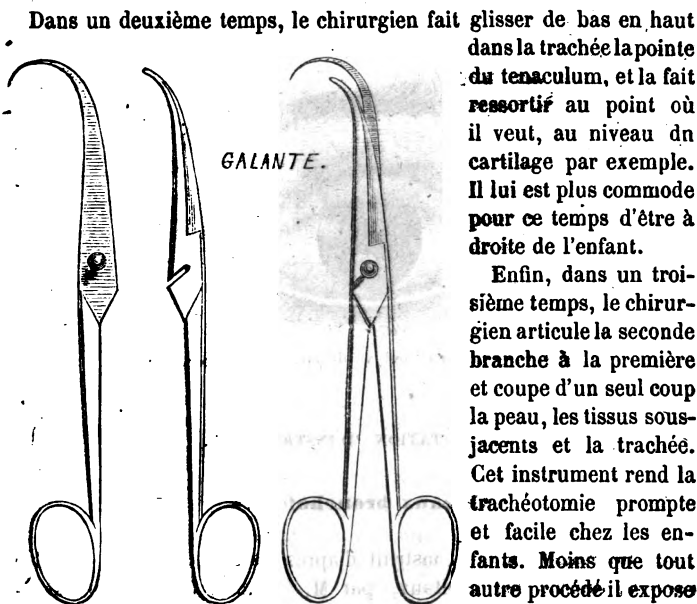 Dans un deuxième temps, le chirurgien fait glisser de bas en haut
dans la trachée la pointe
du tenaculum, et la fait
ressortir au point où
il veut, au niveau dn
cartilage par exemple.
Il lui est plus commode
pour ce temps d'être à
droite de l'enfant.
Enfin, dans un troi-
sième temps, le chirur-
gien articule la seconde
branche à la première
et coupe d'un seul coup
la peau, les tissus sous-
jacents et la trachée.
Cet instrument rend la
trachéotomie prompte
et facile chez les en-
fants. Moins que tout
autre procédé il expose
GALANTE.